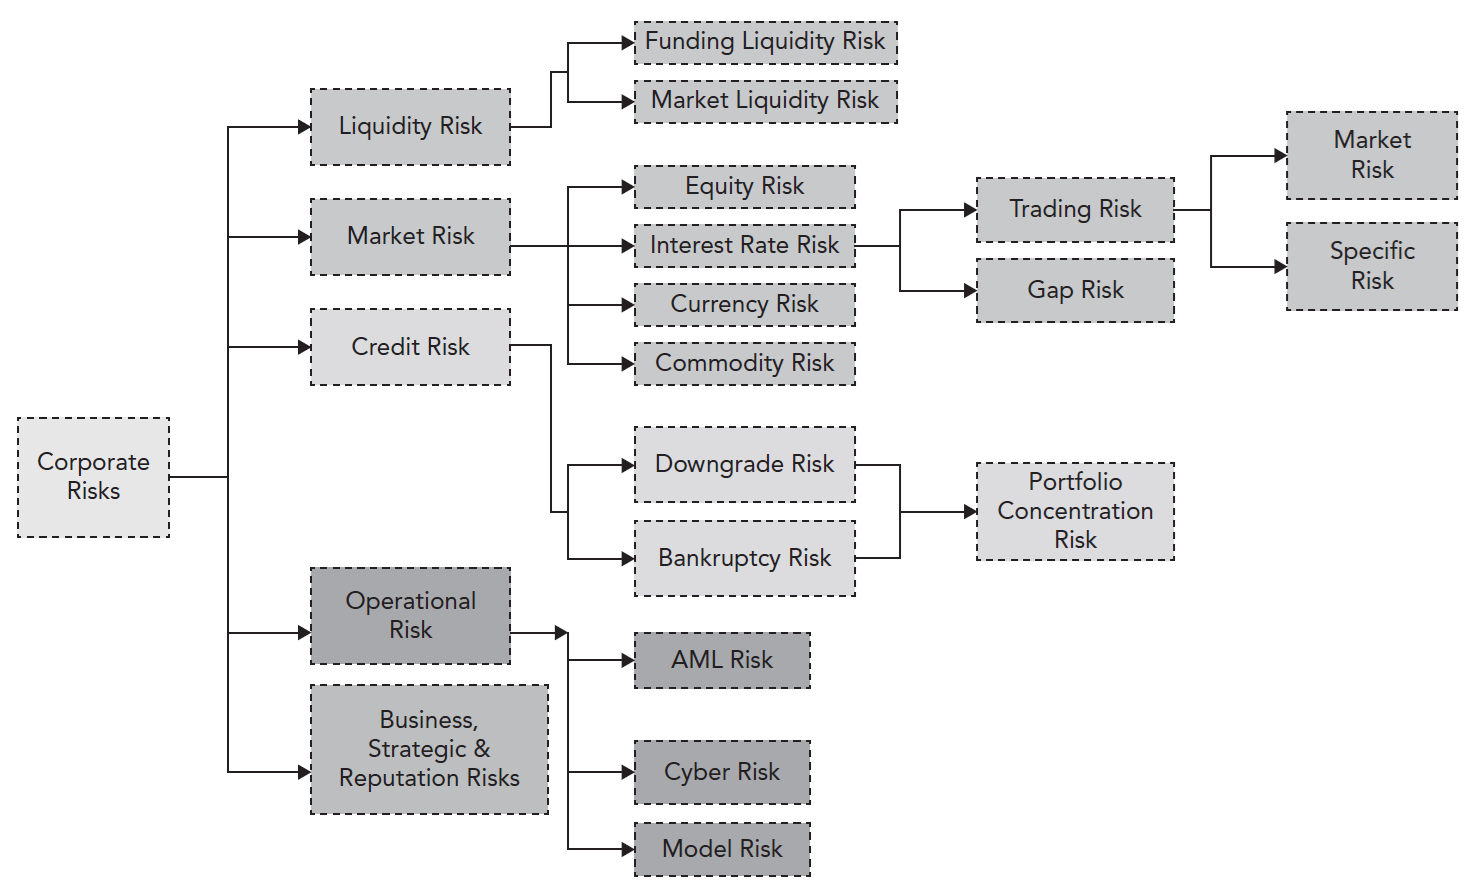 Corporate
Risks
Liquidity Risk
Market Risk
Credit Risk
Operational
Risk
Business,
Strategic &
Reputation Risks
Funding Liquidity Risk
Market Liquidity Risk
Equity Risk
Interest Rate Risk
Currency Risk
Commodity Risk
Downgrade Risk
Bankruptcy Risk
AML Risk
Cyber Risk
Model Risk
Trading Risk
Gap Risk
Portfolio
Concentration
Risk
Market
Risk
Specific
Risk